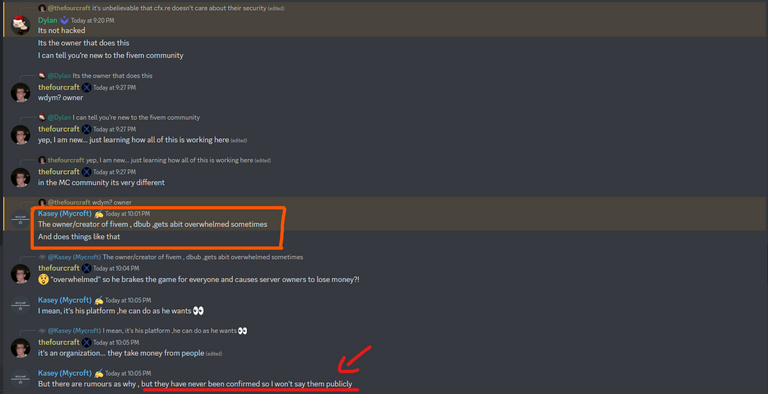 @thefourcraft it's unbelievable that cfx.re doesn't care about their security (edited)
Dylan Today at 9:20 PM
Its not hacked
Its the owner that does this
I can tell you're new to the fivem community
@Dylan Its the owner that does this
thefourcraft X Today at 9:27 PM
wdym? owner
@Dylan I can tell you're new to the fivem community
thefourcraft X Today at 9:27 PM
yep, I am new... just learning how all of this is working here (edited)
thefourcraft yep, I am new... just learning how all of this is working here (edited)
thefourcraft X Today at 9:27 PM
in the MC community its very different
@thefourcraft wdym? owner
Kasey (Mycroft) ✍️ Today at 10:01 PM
The owner/creator of fivem , dbub ,gets abit overwhelmed sometimes
And does things like that
@Kasey (Mycroft) The owner/creator of fivem , dbub ,gets abit overwhelmed sometimes
thefourcraft X Today at 10:04 PM
😲 "overwhelmed" so he brakes the game for everyone and causes server owners to lose money?!
Kasey (Mycroft) ✍️ Today at 10:05 PM
I mean, it's his platform ,he can do as he wants 👀
@Kasey (Mycroft) I mean, it's his platform ,he can do as he wants 👀
thefourcraft X Today at 10:05 PM
it's an organization... they take money from people (edited)
Kasey (Mycroft) ✍️ Today at 10:05 PM
But there are rumours as why , but they have never been confirmed so I won't say them publicly